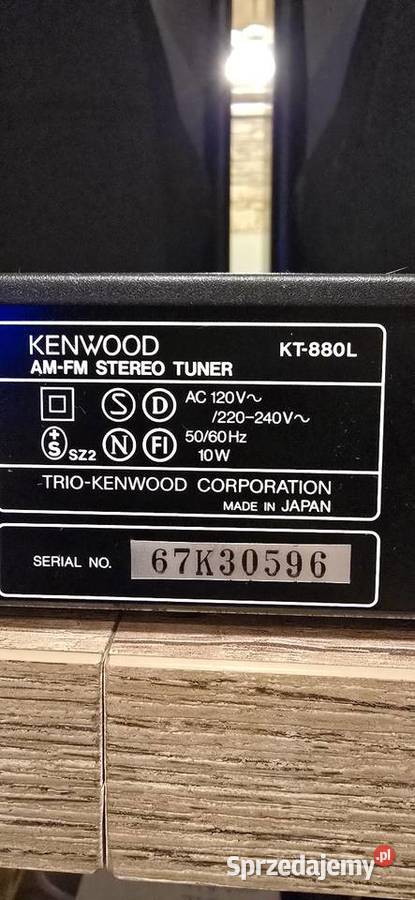 KENWOOD KT-880L
AM-FM STEREO TUNER
S D AC 120V~
/220-240V~
+S SZ2 N FI 50/60Hz
10W
TRIO-KENWOOD CORPORATION
MADE IN JAPAN
SERIAL NO. 67K30596
Sprzedajemy.pl